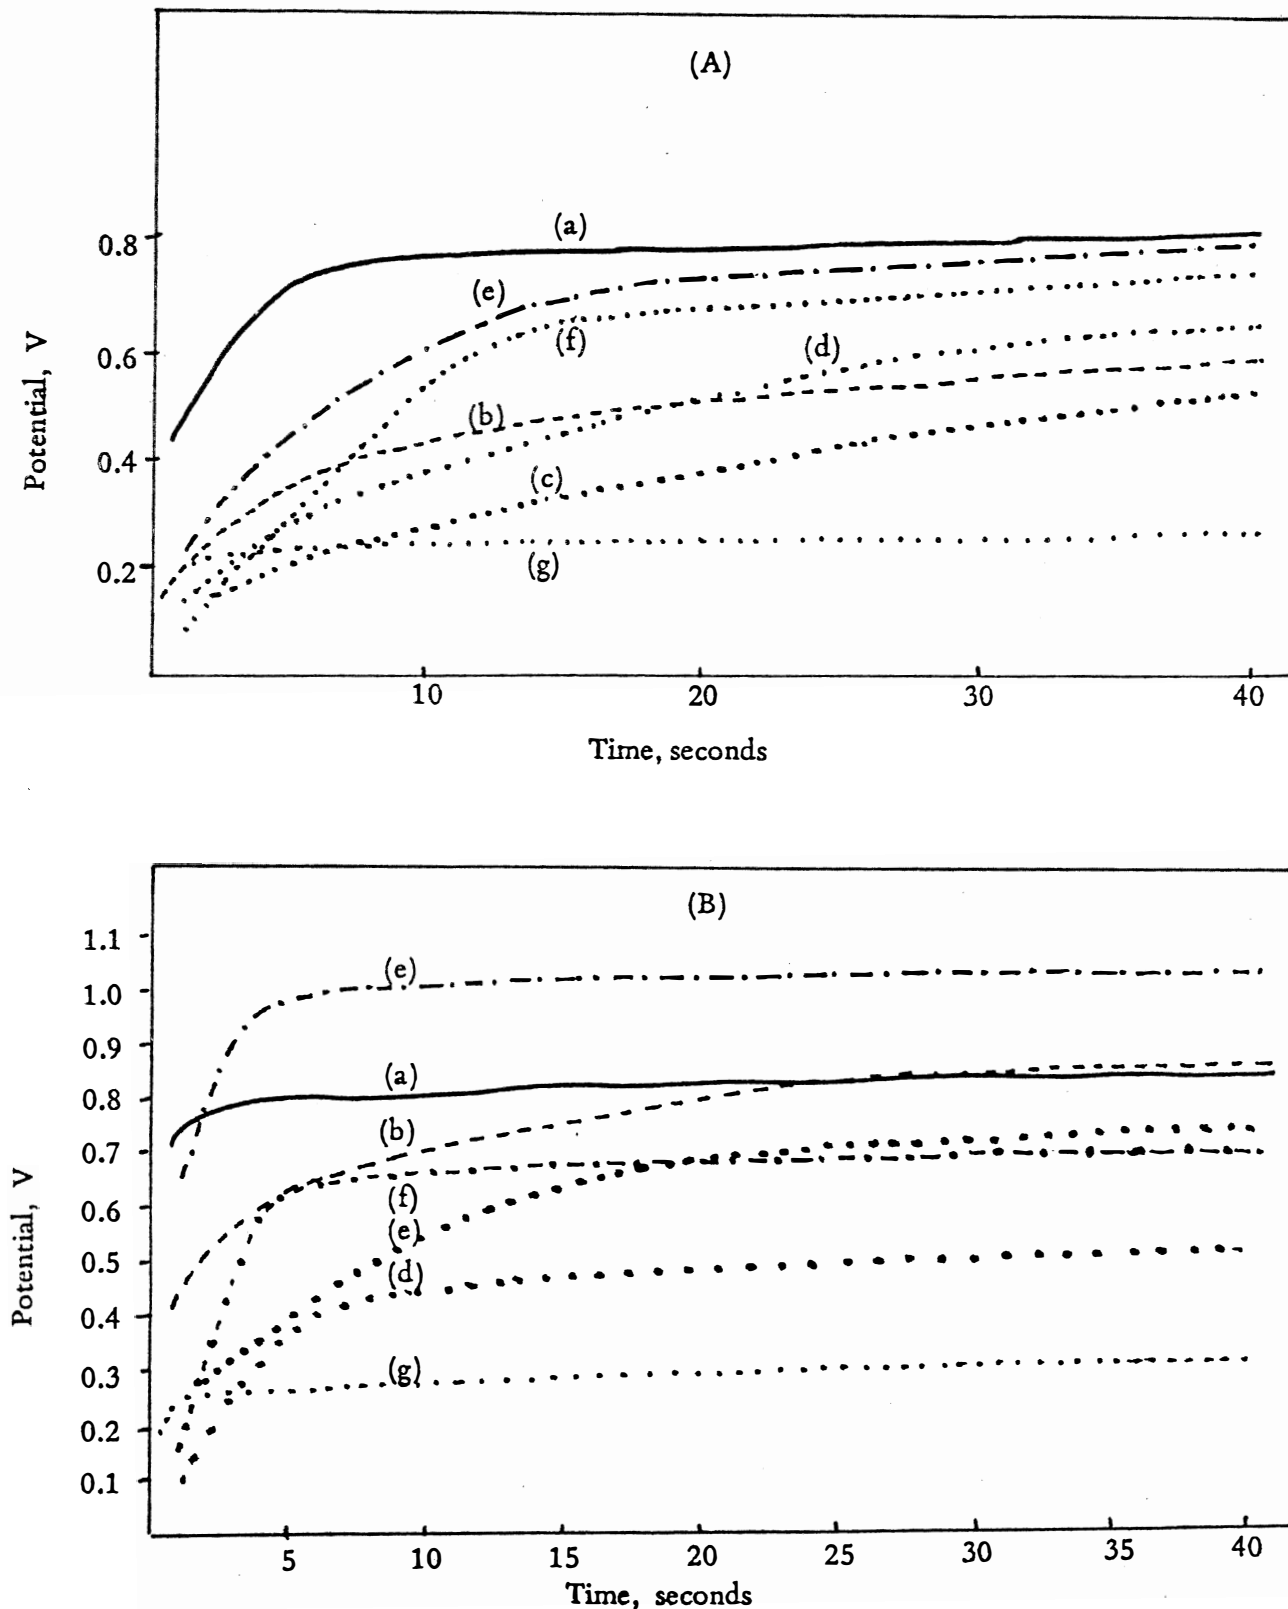 (A)
(a)
0.8
(e)
(f)
(d)
0.6
(b)
0.4
(c)
(g)
0.2
Potential, V
10
20
30
40
Time, seconds
(B)
1.1
(e)
1.0
0.9
(a)
0.8
(b)
0.7
(f)
0.6
(e)
0.5
(d)
0.4
(g)
0.3
0.2
0.1
Potential, V
5
10
15
20
25
30
35
40
Time, seconds